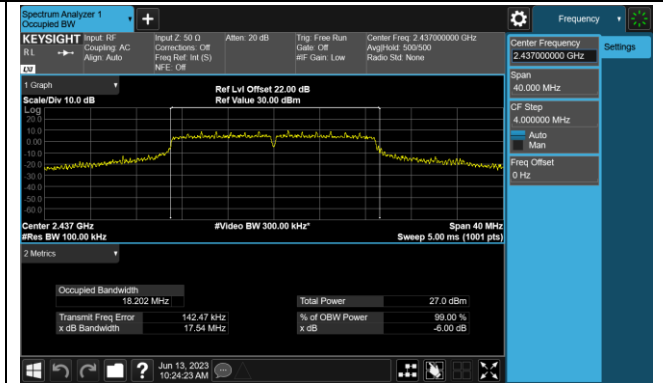 Spectrum Analyzer 1
Occupied BW
+
Frequency
KEYSIGHT
RL
LXI
Input: RF
Coupling: AC
Align: Auto
Input Z: 50 Ω
Corrections: Off
Freq Ref: Int (S)
NFE: Off
Atten: 20 dB
Trig: Free Run
Gate: Off
#IF Gain: Low
Center Freq: 2.437000000 GHz
Avg|Hold: 500/500
Radio Std: None
Center Frequency
2.437000000 GHz
Settings
Span
40.000 MHz
CF Step
4.000000 MHz
Auto
Man
Freq Offset
0 Hz
1 Graph
Scale/Div 10.0 dB
Ref Lvl Offset 22.00 dB
Ref Value 30.00 dBm
Log
20.0
10.0
0.00
-10.0
-20.0
-30.0
-40.0
-50.0
-60.0
Center 2.437 GHz
#Video BW 300.00 kHz*
Span 40 MHz
#Res BW 100.00 kHz
Sweep 5.00 ms (1001 pts)
2 Metrics
Occupied Bandwidth
18.202 MHz
Total Power 27.0 dBm
Transmit Freq Error 142.47 kHz
% of OBW Power 99.00 %
x dB Bandwidth 17.54 MHz
x dB -6.00 dB
?
Jun 13, 2023
10:24:23 AM